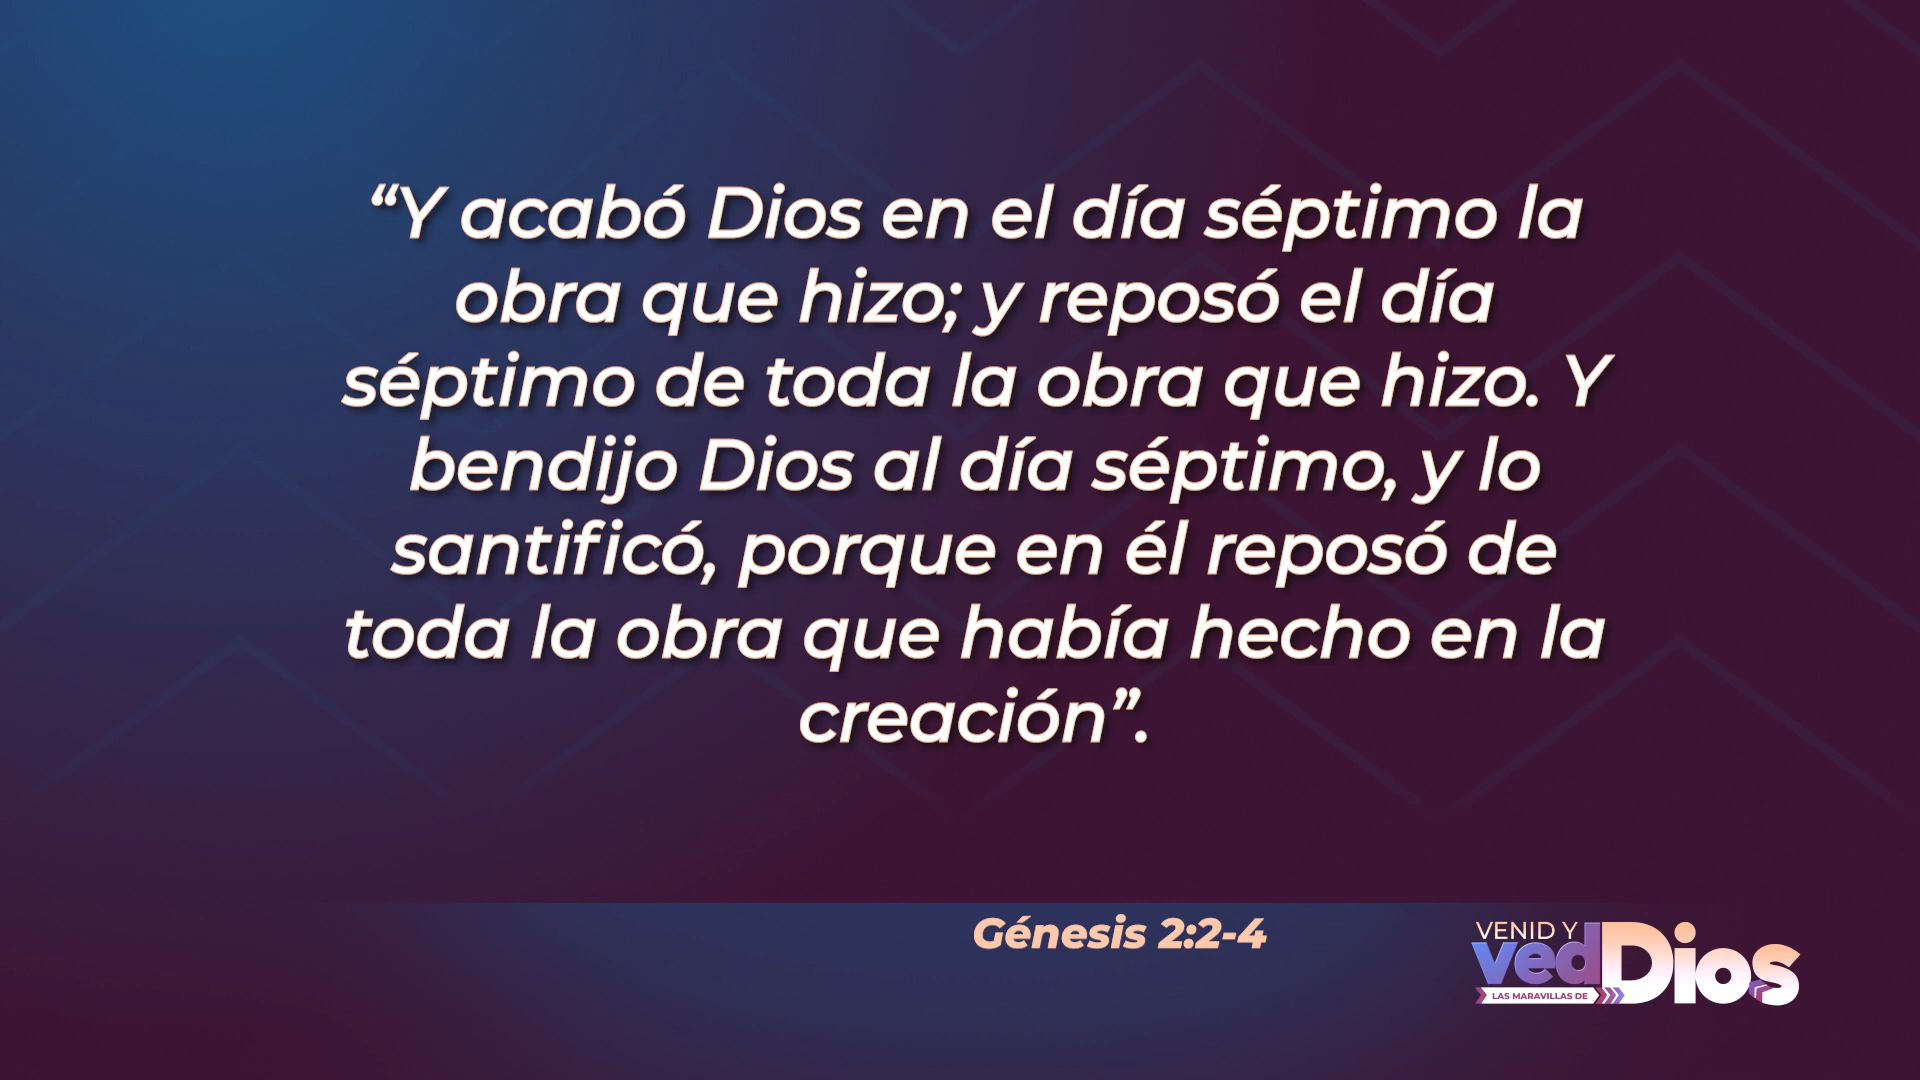 “Y acabó Dios en el día séptimo la
obra que hizo; y reposó el día
séptimo de toda la obra que hizo. Y
bendijo Dios al día séptimo, y lo
santificó, porque en él reposó de
toda la obra que había hecho en la
creación”.
Génesis 2:2-4
VENID Y
ved Dios
LAS MARAVILLAS DE